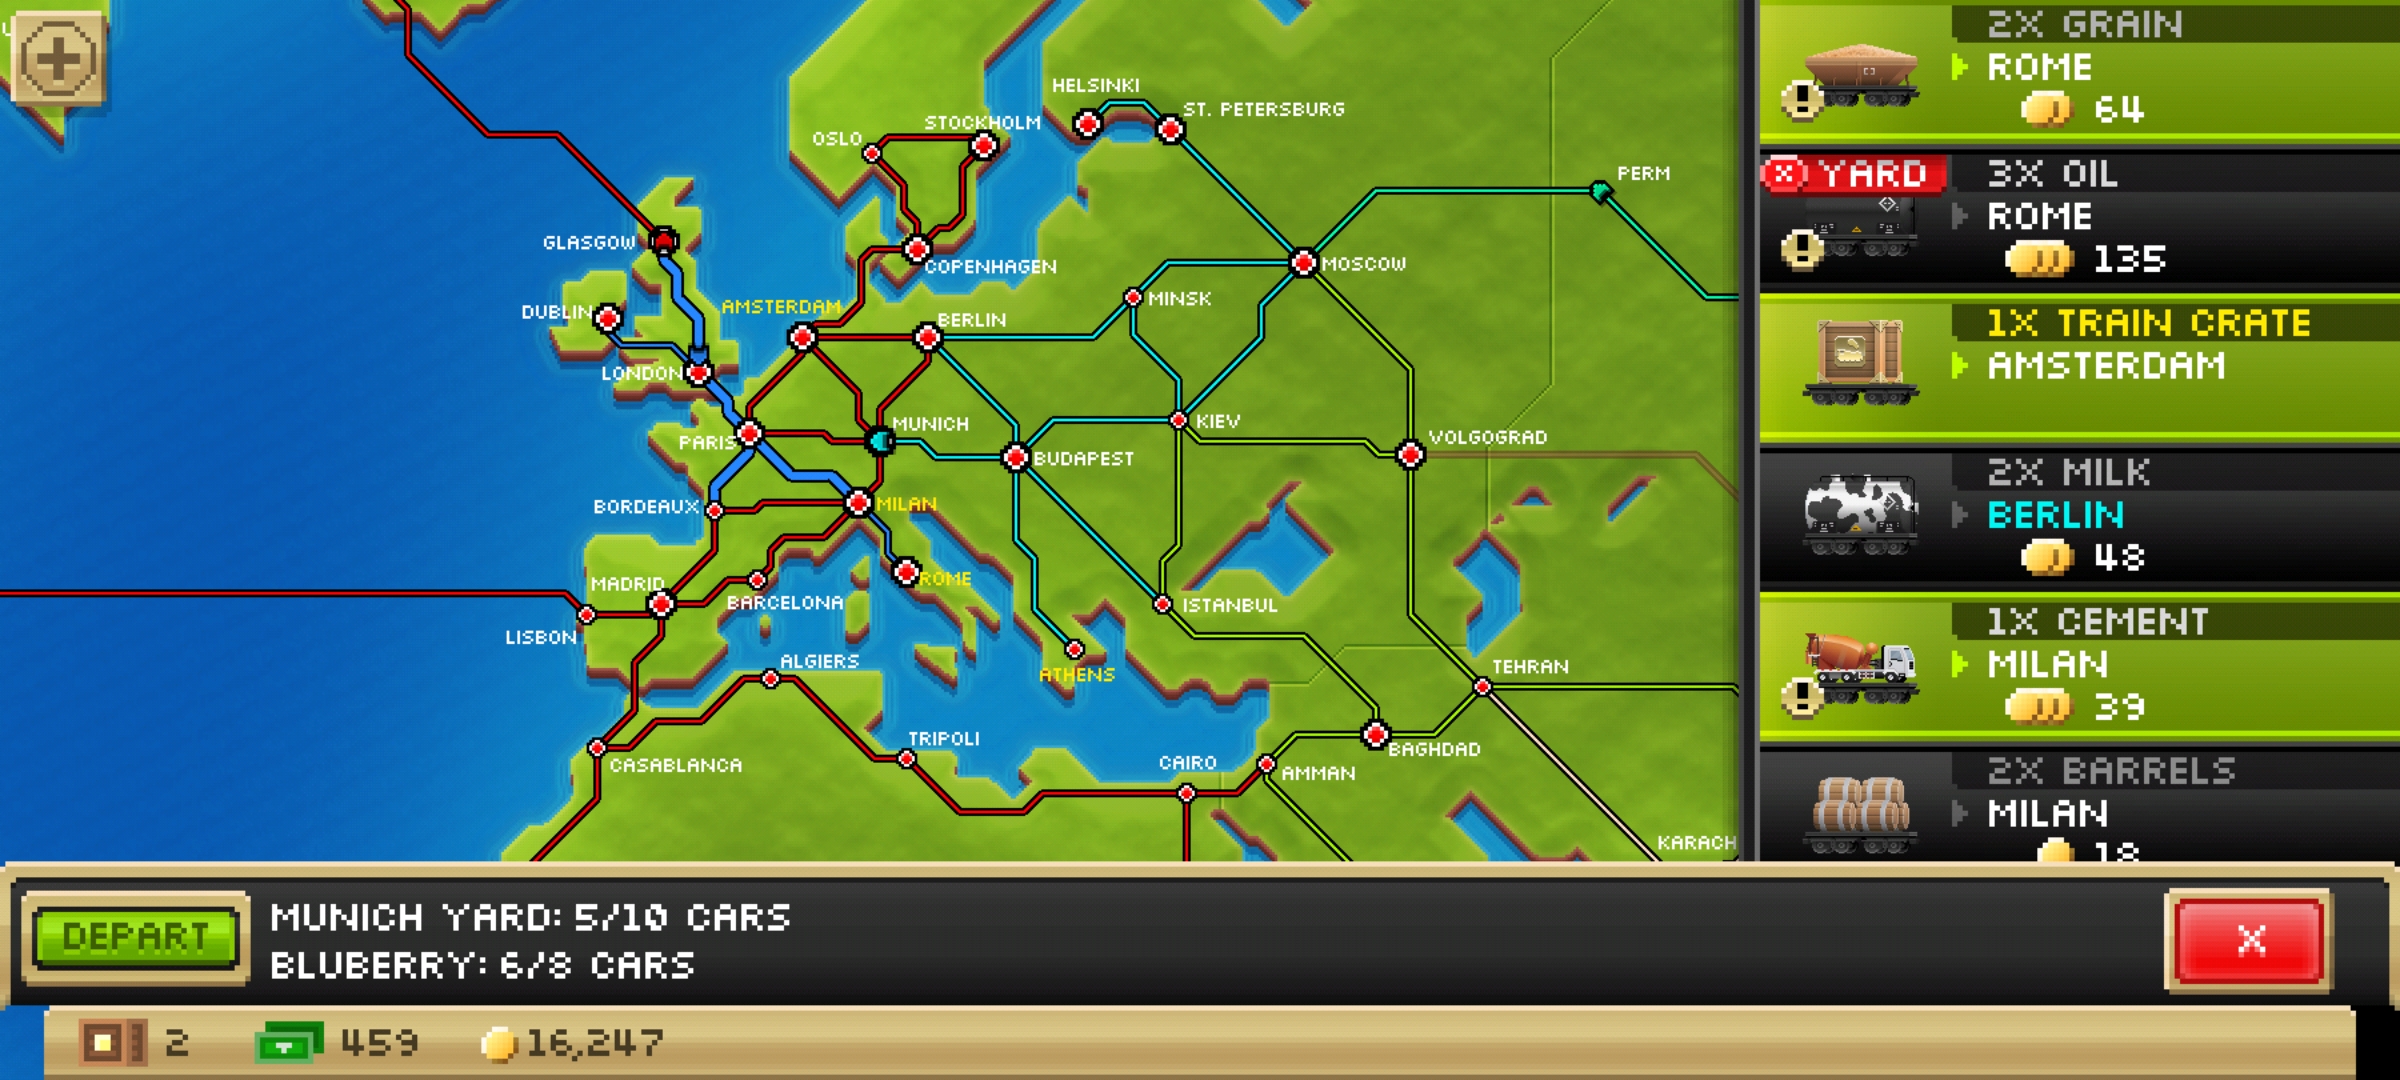 HELSINKI
ST. PETERSBURG
STOCKHOLM
OSLO
PERM
GLASGOW
COPENHAGEN
MOSCOW
MINSK
DUBLIN
AMSTERDAM
BERLIN
LONDON
PARIS
MUNICH
KIEV
VOLGOGRAD
BUDAPEST
BORDEAUX
MILAN
MADRID
BARCELONA
ROME
ISTANBUL
LISBON
ALGIERS
ATHENS
TEHRAN
CASABLANCA
TRIPOLI
CAIRO
AMMAN
BAGHDAD
KARACH
2X GRAIN
ROME
64
YARD
3X OIL
ROME
135
1X TRAIN CRATE
AMSTERDAM
2X MILK
BERLIN
48
1X CEMENT
MILAN
39
2X BARRELS
MILAN
18
DEPART
MUNICH YARD: 5/10 CARS
BLUBERRY: 6/8 CARS
X
2
459
16,247